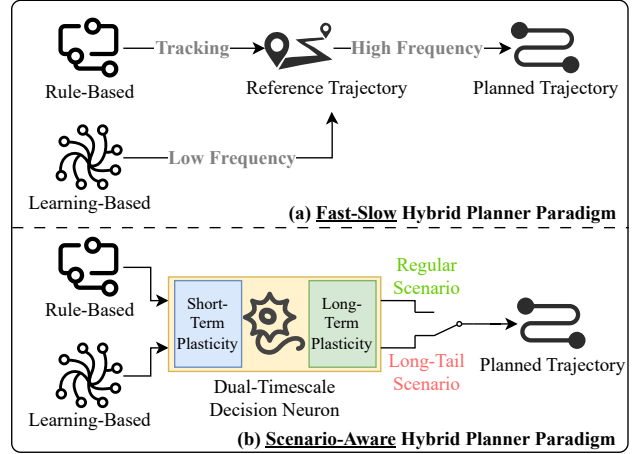 Tracking
High Frequency
Rule-Based
Reference Trajectory
Planned Trajectory
Low Frequency
Learning-Based
(a) Fast-Slow Hybrid Planner Paradigm
Rule-Based
Short-
Term
Plasticity
Long-
Term
Plasticity
Regular
Scenario
Long-Tail
Scenario
Planned Trajectory
Learning-Based
Dual-Timescale
Decision Neuron
(b) Scenario-Aware Hybrid Planner Paradigm